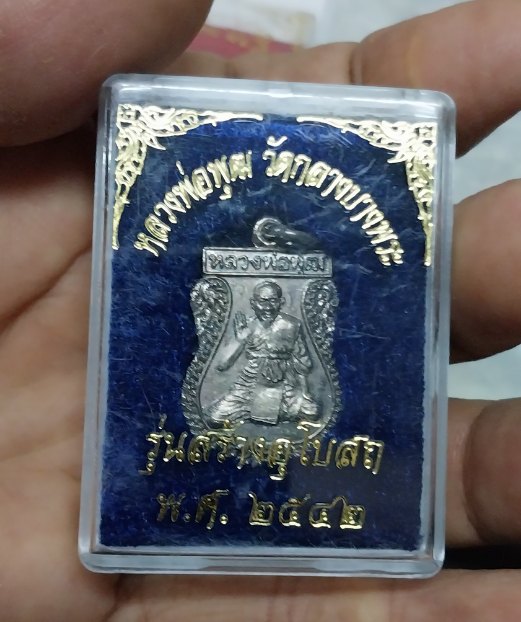 หลวงพ่อพูฒ วัดกลางบางพระ
หลวงพ่อพูฒ
รุ่นสร้างอุโบสถ
พ.ศ. ๒๕๔๒